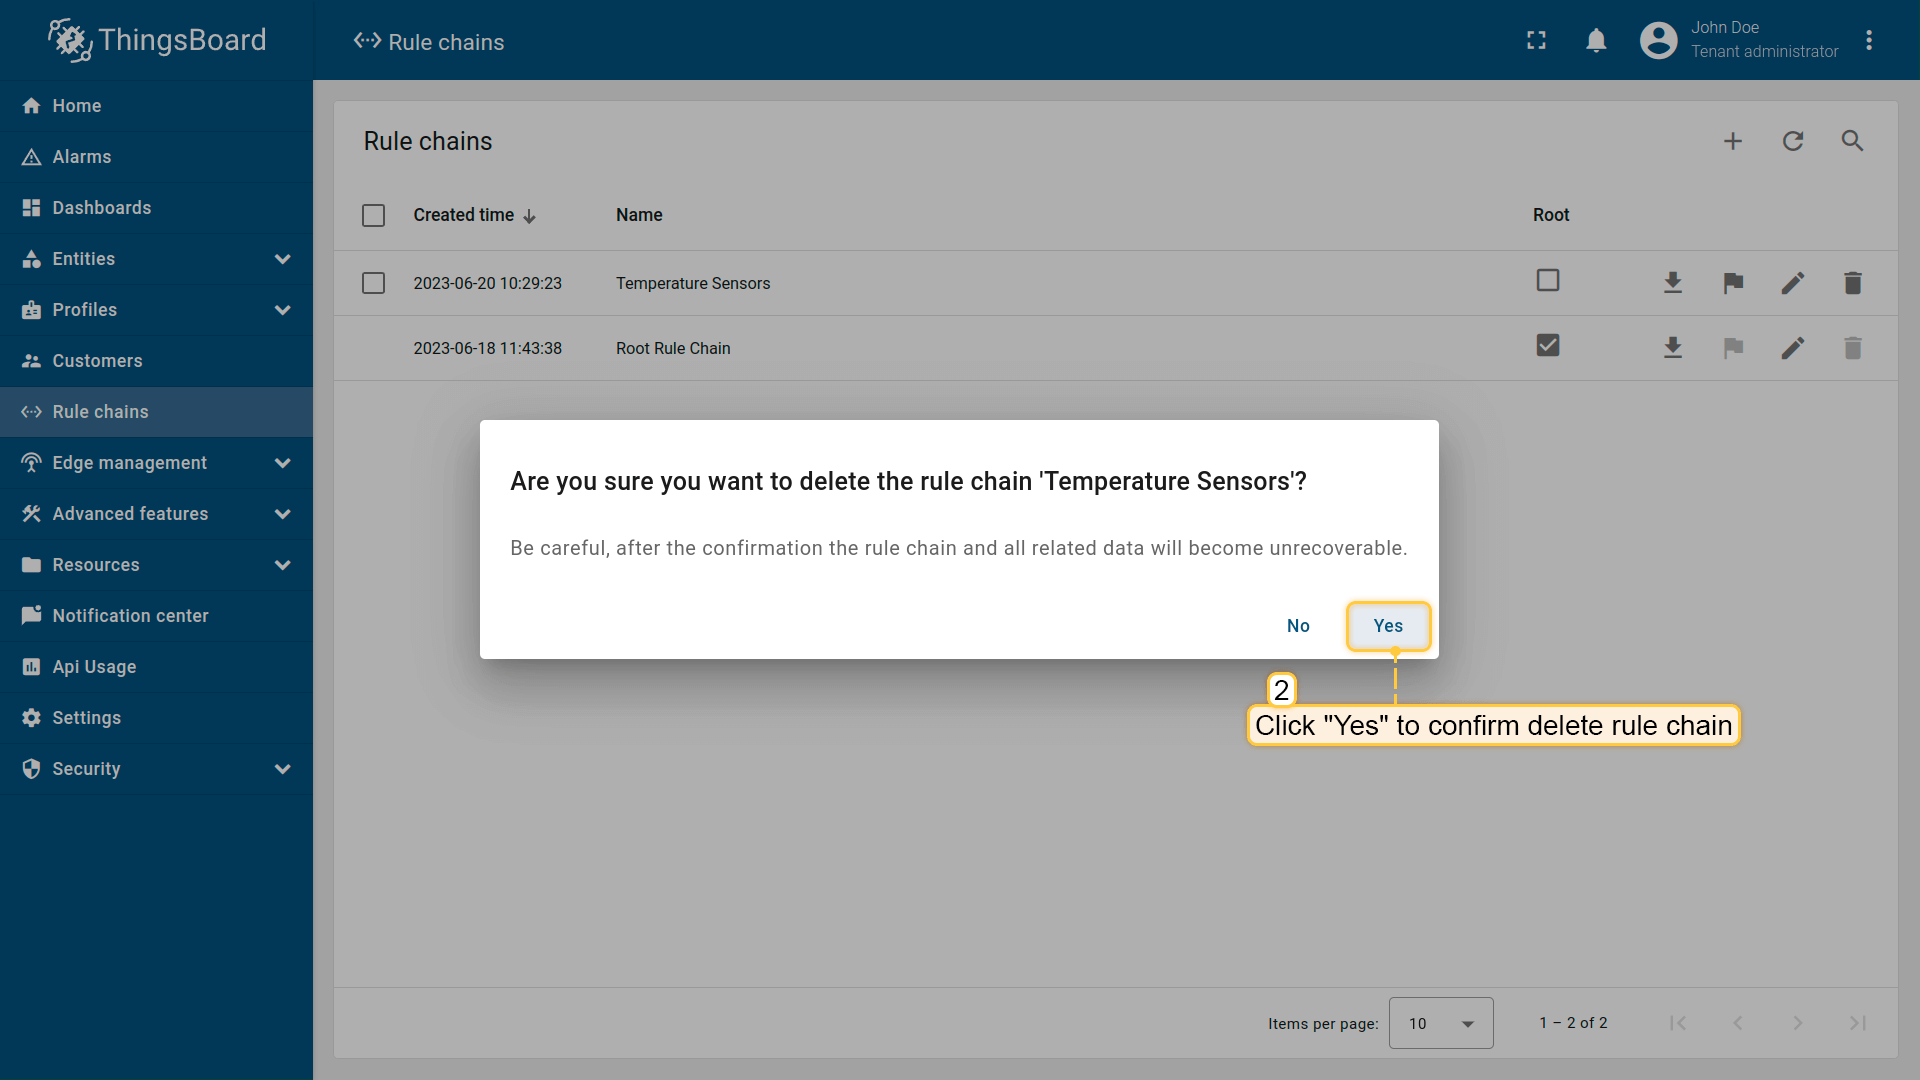 ThingsBoard
Rule chains
John Doe
Tenant administrator
Home
Alarms
Dashboards
Entities
Profiles
Customers
Rule chains
Edge management
Advanced features
Resources
Notification center
Api Usage
Settings
Security
Rule chains
Created time Name Root
2023-06-20 10:29:23 Temperature Sensors
2023-06-18 11:43:38 Root Rule Chain
Are you sure you want to delete the rule chain 'Temperature Sensors'?
Be careful, after the confirmation the rule chain and all related data will become unrecoverable.
No Yes
2
Click "Yes" to confirm delete rule chain
Items per page: 10 1 – 2 of 2